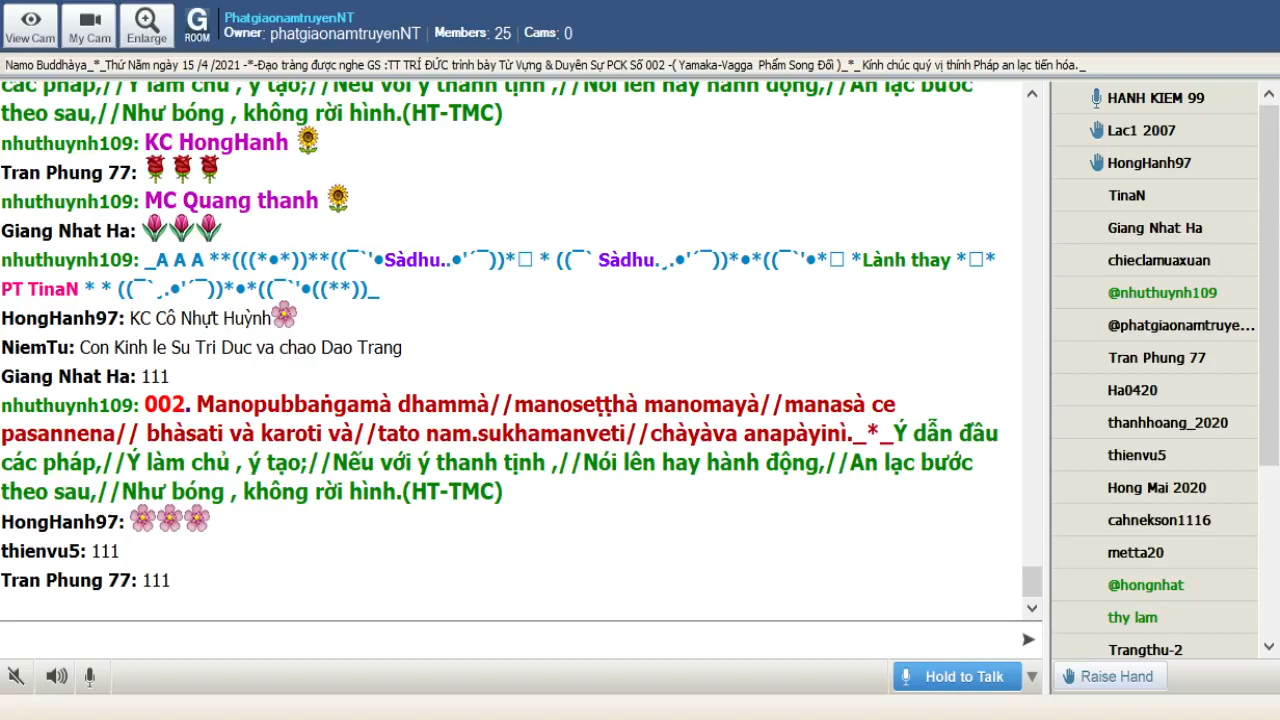 View Cam
My Cam
Enlarge
G
ROOM
PhatgiaonamtruyenNT
Owner: phatgiaonamtruyenNT | Members: 25 | Cams: 0
Namo Buddhàya_*_Thứ Năm ngày 15 /4 /2021 -*-Đạo tràng được nghe GS :TT TRÍ ĐỨC trình bày Từ Vựng & Duyên Sự PCK Số 002 -( Yamaka-Vagga Phẩm Song Đối )_*_Kính chúc quý vị thính Pháp an lạc tiến hóa._
các pháp,//Ý làm chủ , ý tạo;//Nếu với ý thanh tịnh ,//Nói lên hay hành động,//An lạc bước
theo sau,//Như bóng , không rời hình.(HT-TMC)
nhuthuynh109: KC HongHanh
Tran Phung 77:
nhuthuynh109: MC Quang thanh
Giang Nhat Ha:
nhuthuynh109: _A A A **(((*●*))**((¯`'●Sàdhu..●'´¯))*□ * ((¯` Sàdhu.¸.●'´¯))*●*((¯`'●*□ *Lành thay *□*
PT TinaN * * ((¯`¸.●'´¯))*●*((¯`'●((**))_
HongHanh97: KC Cô Nhựt Huỳnh
NiemTu: Con Kinh le Su Tri Duc va chao Dao Trang
Giang Nhat Ha: 111
nhuthuynh109: 002. Manopubbaṅgamà dhammà//manoseṭṭhà manomayà//manasà ce
pasannena// bhàsati và karoti và//tato nam.sukhamanveti//chàyàva anapàyinì._*_Ý dẫn đâu
các pháp,//Ý làm chủ , ý tạo;//Nếu với ý thanh tịnh ,//Nói lên hay hành động,//An lạc bước
theo sau,//Như bóng , không rời hình.(HT-TMC)
HongHanh97:
thienvu5: 111
Tran Phung 77: 111
Hold to Talk
HANH KIEM 99
Lac1 2007
HongHanh97
TinaN
Giang Nhat Ha
chieclamuaxuan
@nhuthuynh109
@phatgiaonamtruye...
Tran Phung 77
Ha0420
thanhhoang_2020
thienvu5
Hong Mai 2020
cahnekson1116
metta20
@hongnhat
thy lam
Trangthu-2
Raise Hand